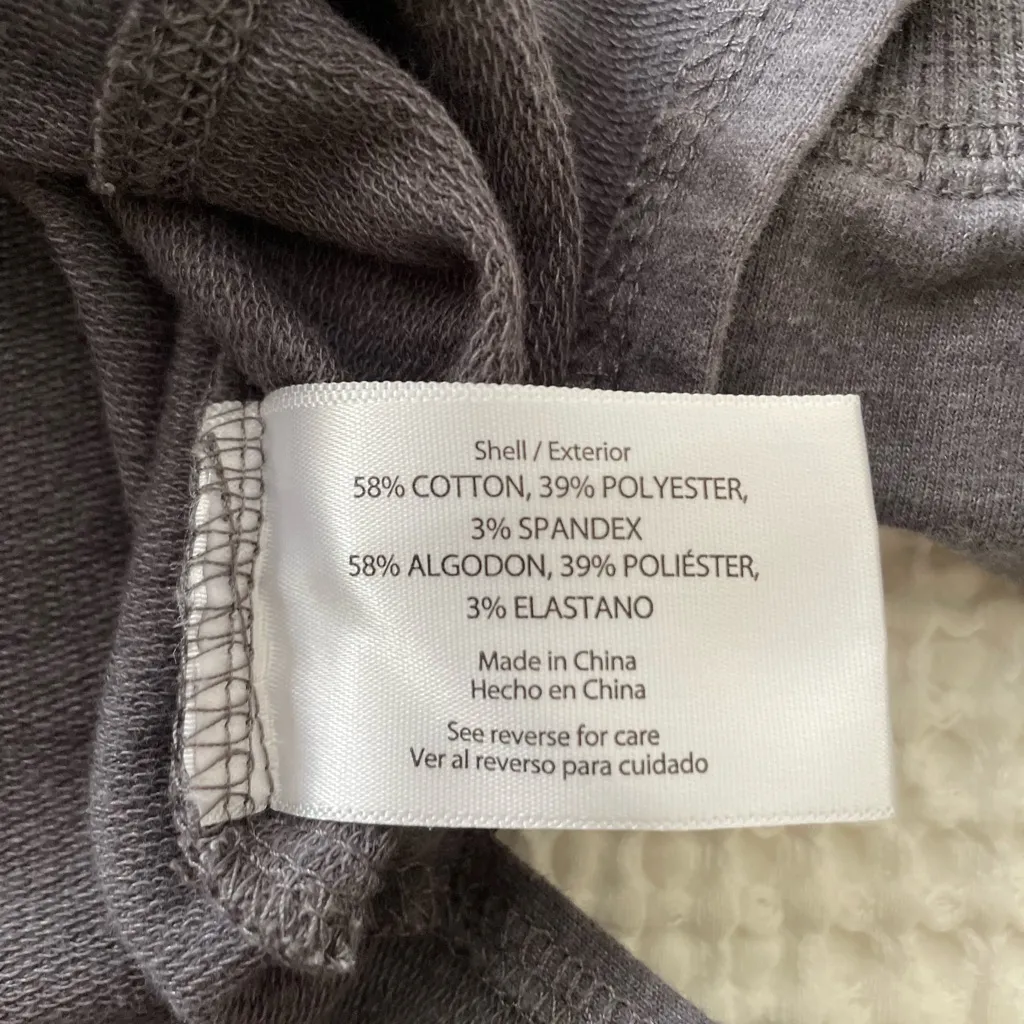 Shell / Exterior
58% COTTON, 39% POLYESTER,
3% SPANDEX
58% ALGODON, 39% POLIÉSTER,
3% ELASTANO
Made in China
Hecho en China
See reverse for care
Ver al reverso para cuidado